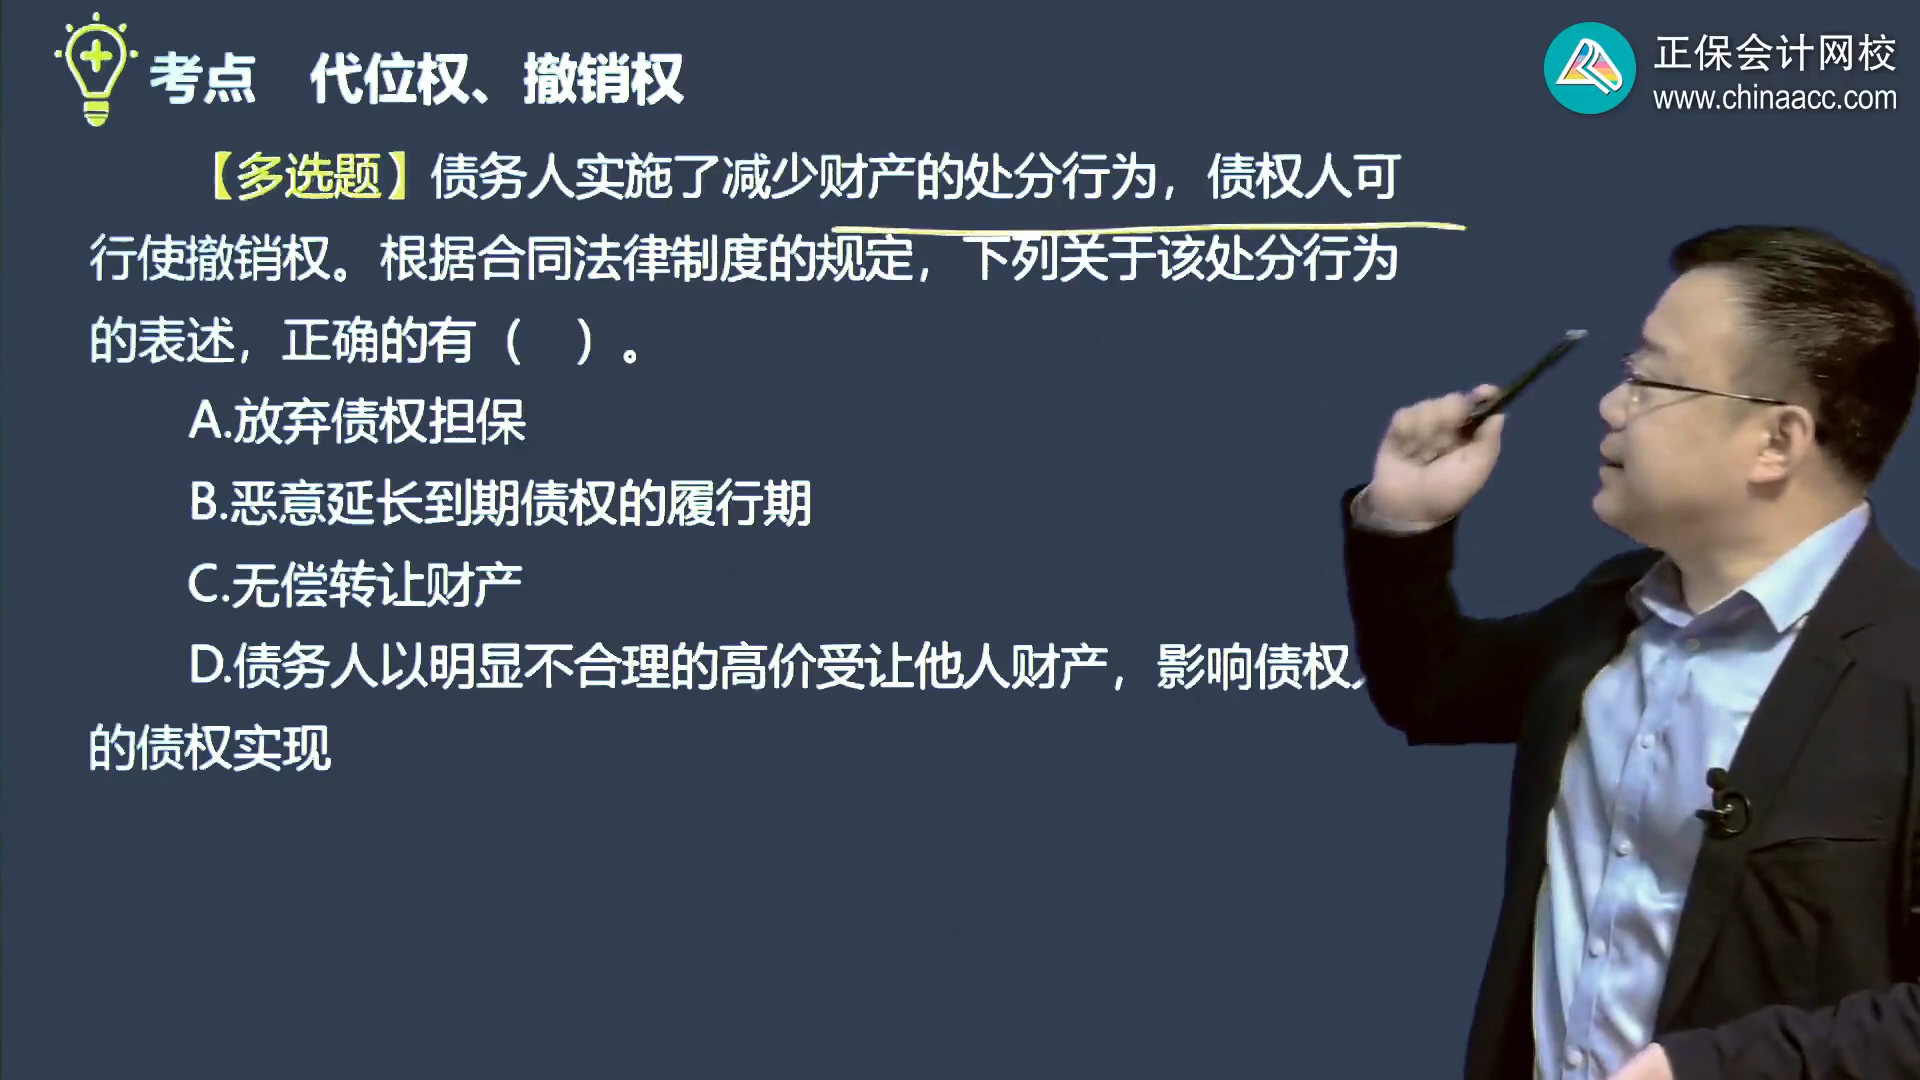 考点 代位权、撤销权
正保会计网校
www.chinaacc.com
【多选题】债务人实施了减少财产的处分行为，债权人可
行使撤销权。根据合同法律制度的规定，下列关于该处分行为
的表述，正确的有（ ）。
A.放弃债权担保
B.恶意延长到期债权的履行期
C.无偿转让财产
D.债务人以明显不合理的高价受让他人财产，影响债权人
的债权实现